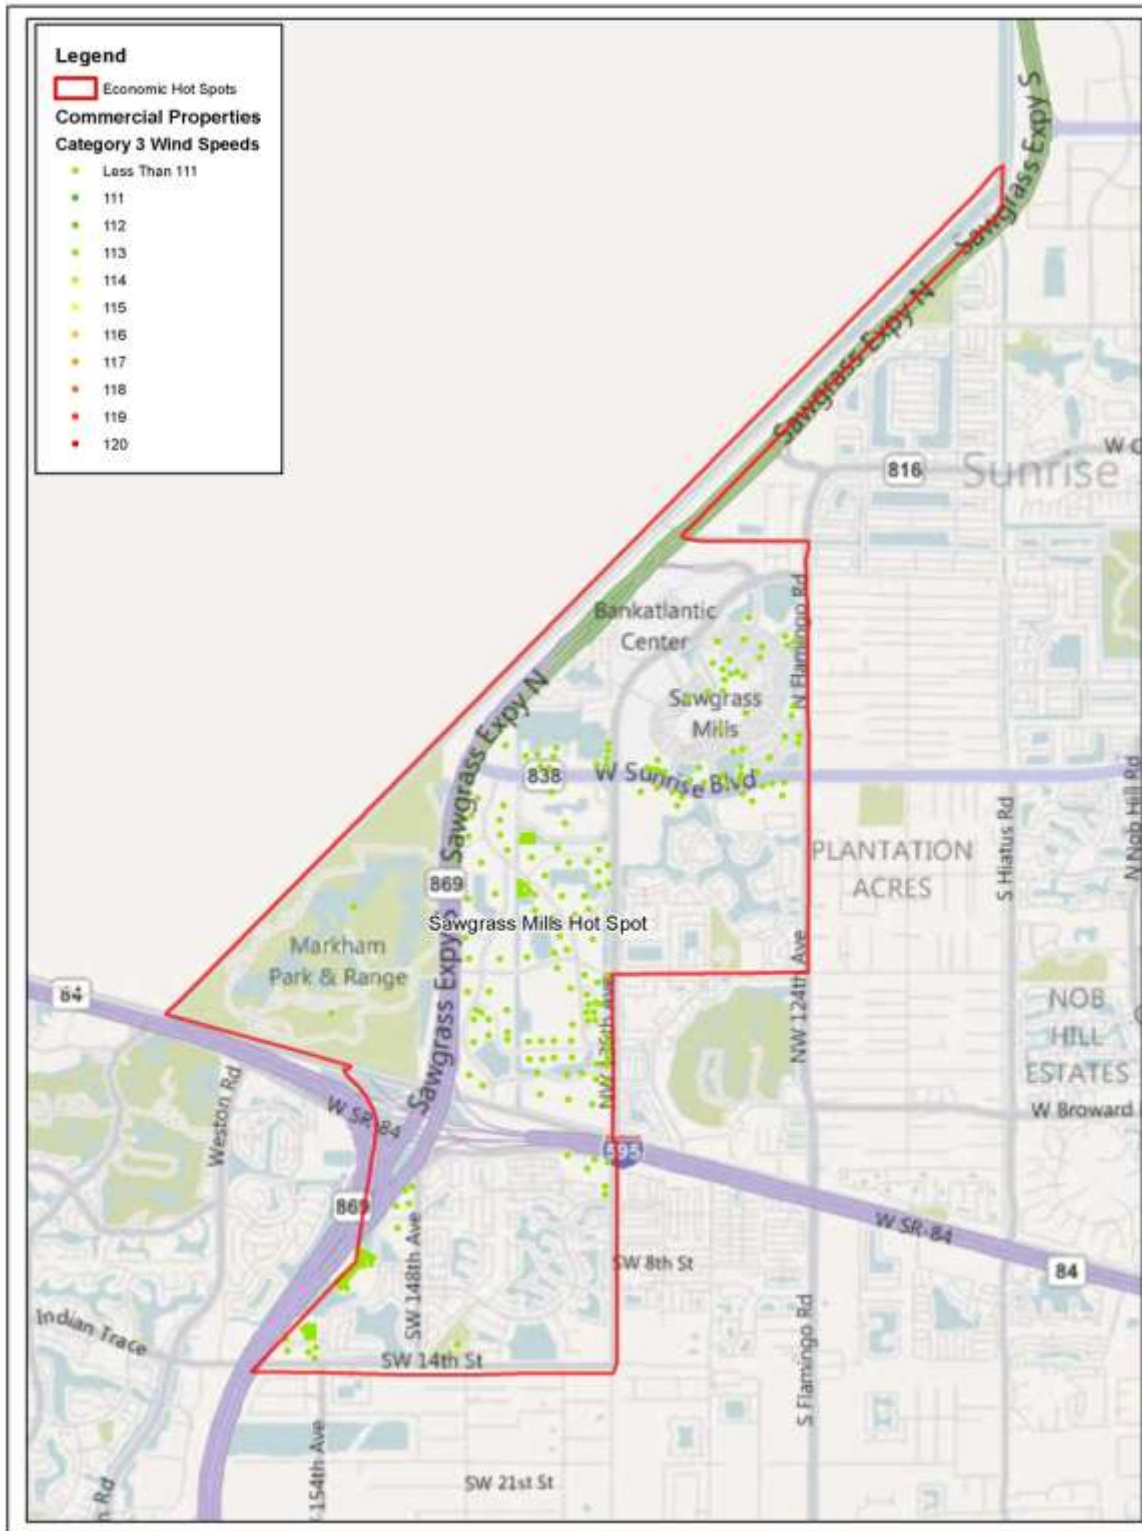 Legend
Economic Hot Spots
Commercial Properties
Category 3 Wind Speeds
Less Than 111
111
112
113
114
115
116
117
118
119
120
Sawgrass Expy S
Sawgrass Expy N
816
W
Sunrise
Bankatlantic
Center
N Flamingo Rd
Sawgrass
Mills
Sawgrass Expy N
838
W Sunrise Blvd
PLANTATION
ACRES
S Hiatus Rd
N Nob Hill Rd
869
Sawgrass Mills Hot Spot
Sawgrass Expy S
Markham
Park & Range
84
NW 136th Ave
NW 124th Ave
NOB
HILL
ESTATES
W Broward
Weston Rd
W SR-84
595
869
W SR-84
84
SW 148th Ave
SW 8th St
Indian Trace
SW 14th St
S Flamingo Rd
154th Ave
SW 21st St
Rd